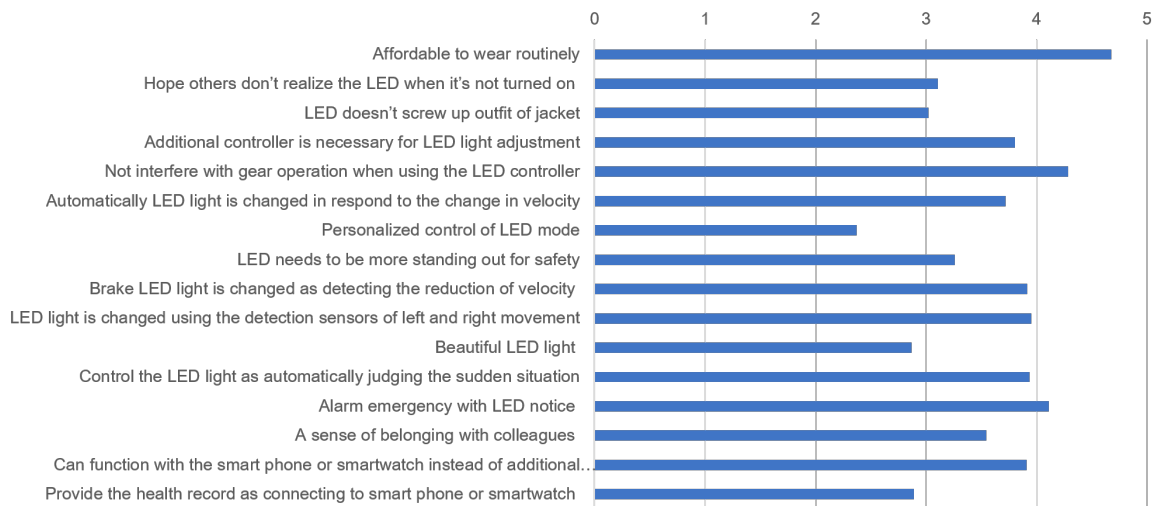 0 1 2 3 4 5
Affordable to wear routinely
Hope others don’t realize the LED when it’s not turned on
LED doesn’t screw up outfit of jacket
Additional controller is necessary for LED light adjustment
Not interfere with gear operation when using the LED controller
Automatically LED light is changed in respond to the change in velocity
Personalized control of LED mode
LED needs to be more standing out for safety
Brake LED light is changed as detecting the reduction of velocity
LED light is changed using the detection sensors of left and right movement
Beautiful LED light
Control the LED light as automatically judging the sudden situation
Alarm emergency with LED notice
A sense of belonging with colleagues
Can function with the smart phone or smartwatch instead of additional…
Provide the health record as connecting to smart phone or smartwatch